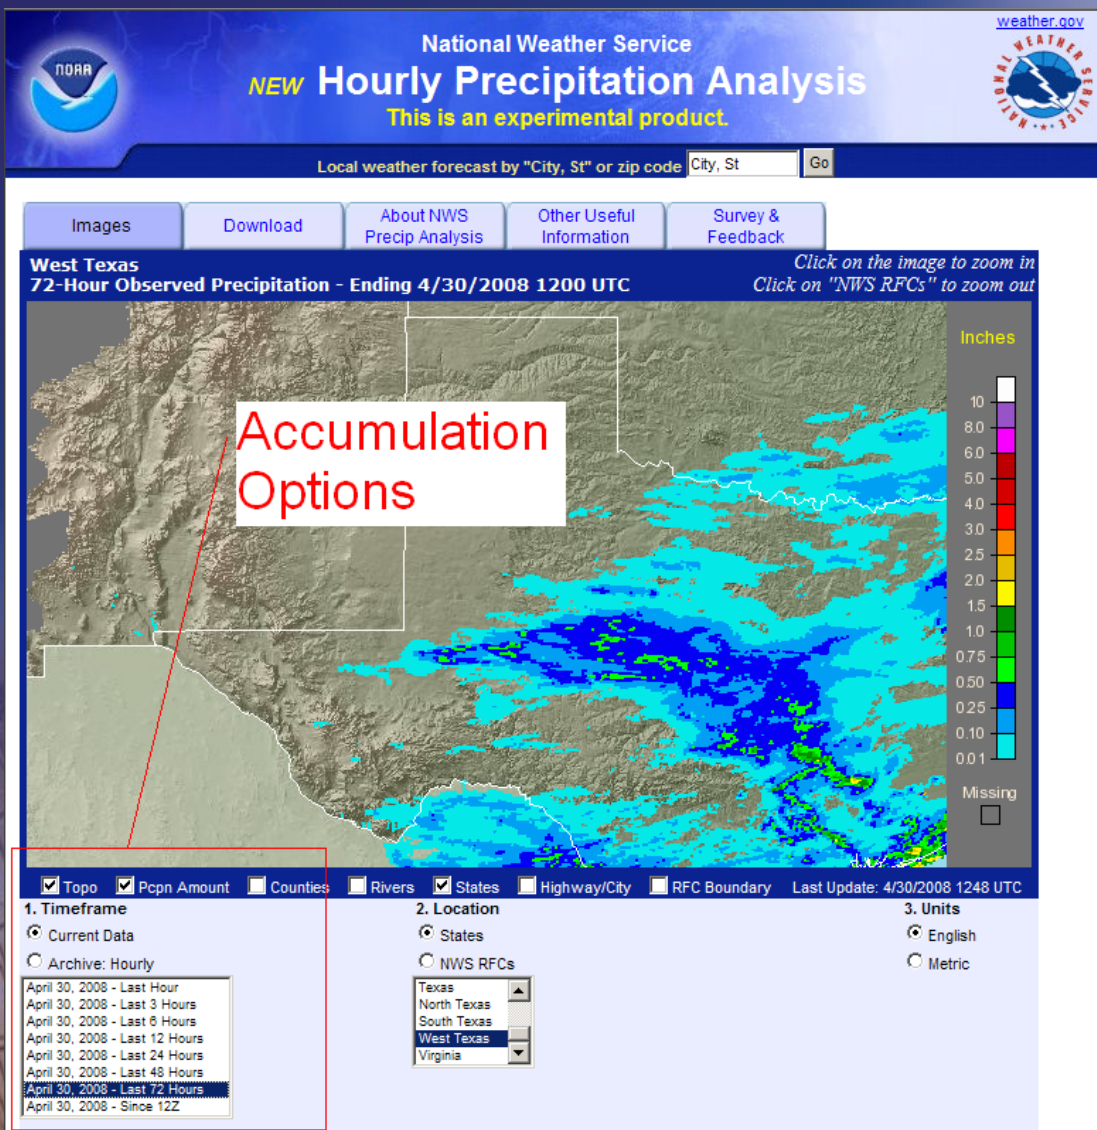 weather.gov
NOAA
NATIONAL WEATHER SERVICE
National Weather Service
NEW Hourly Precipitation Analysis
This is an experimental product.
Local weather forecast by "City, St" or zip code City, St Go
Images
Download
About NWS
Precip Analysis
Other Useful
Information
Survey &
Feedback
West Texas
72-Hour Observed Precipitation - Ending 4/30/2008 1200 UTC
Click on the image to zoom in
Click on "NWS RFCs" to zoom out
Accumulation
Options
Inches
10
8.0
6.0
5.0
4.0
3.0
2.5
2.0
1.5
1.0
0.75
0.50
0.25
0.10
0.01
Missing
Topo Pcpn Amount Counties Rivers States Highway/City RFC Boundary Last Update: 4/30/2008 1248 UTC
1. Timeframe
Current Data
Archive: Hourly
April 30, 2008 - Last Hour
April 30, 2008 - Last 3 Hours
April 30, 2008 - Last 6 Hours
April 30, 2008 - Last 12 Hours
April 30, 2008 - Last 24 Hours
April 30, 2008 - Last 48 Hours
April 30, 2008 - Last 72 Hours
April 30, 2008 - Since 12Z
2. Location
States
NWS RFCs
Texas
North Texas
South Texas
West Texas
Virginia
3. Units
English
Metric